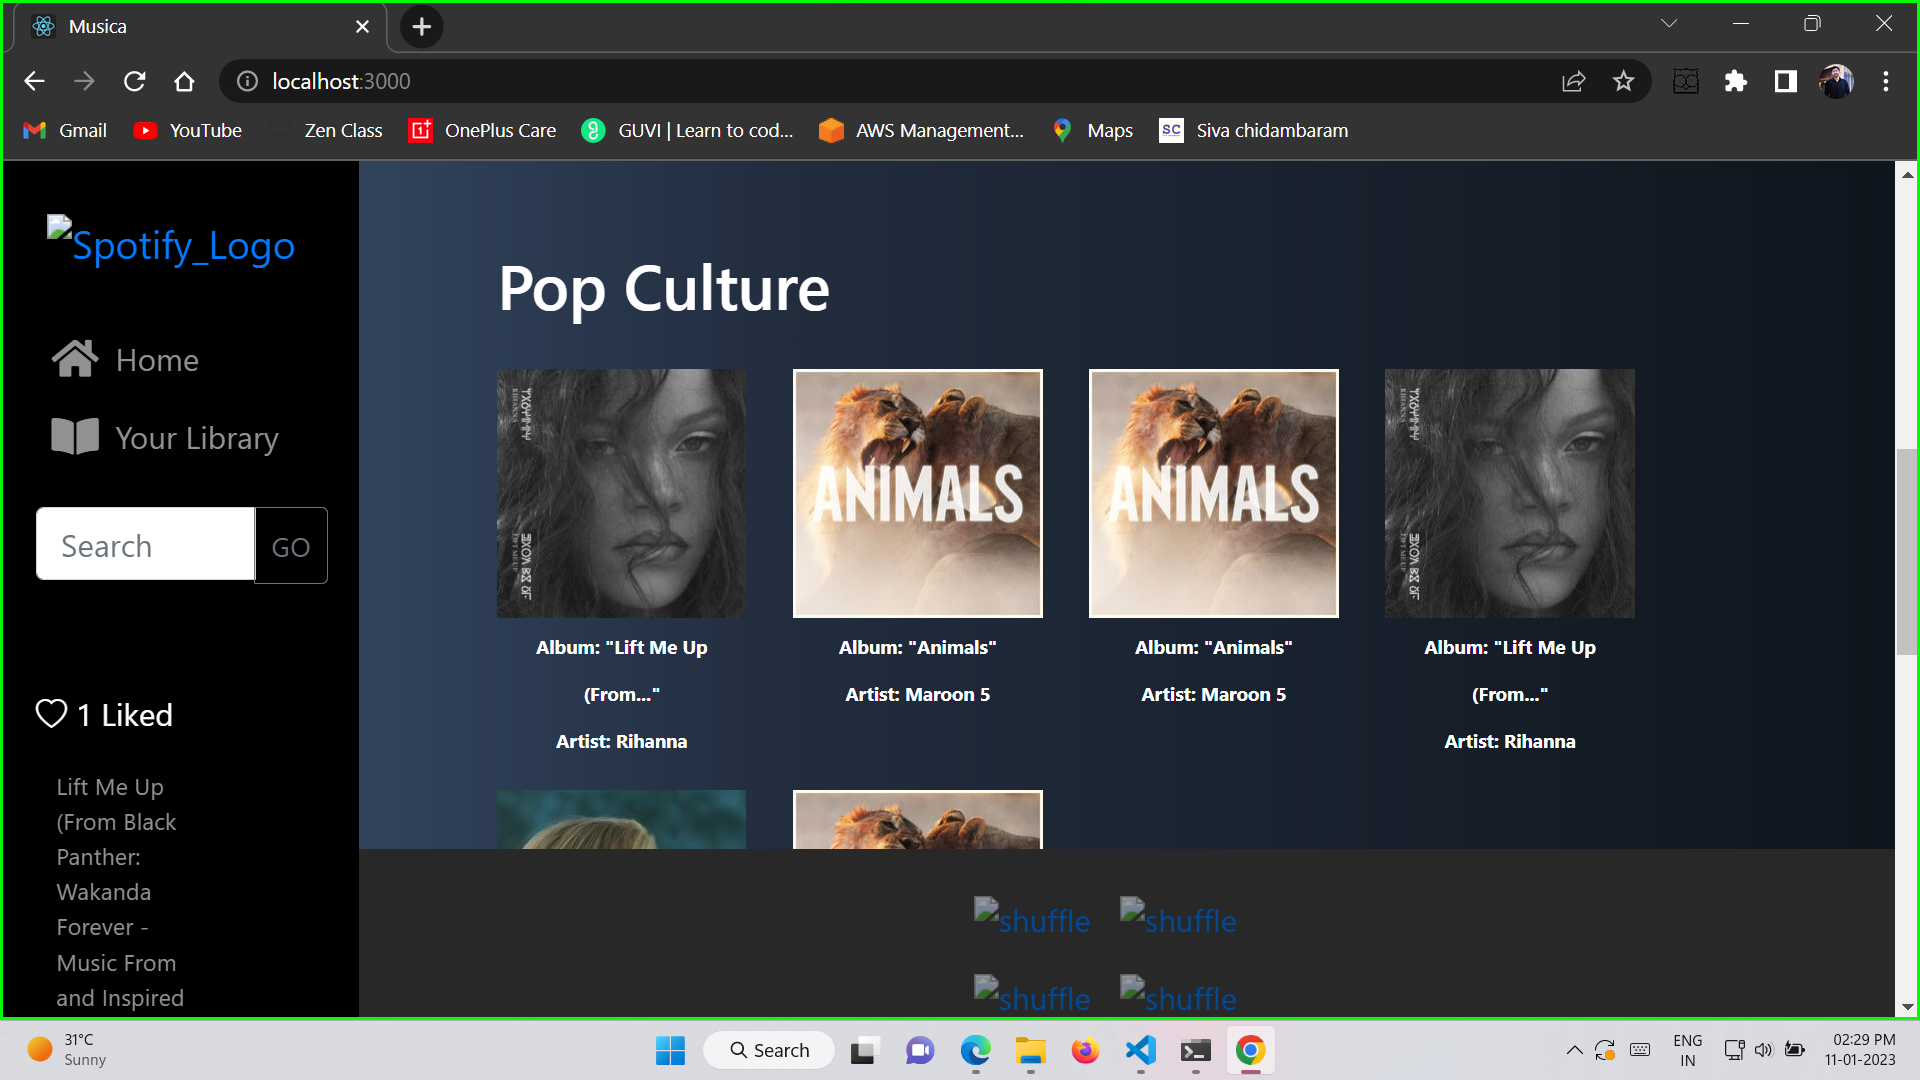 Musica
localhost:3000
Gmail
YouTube
Zen Class
OnePlus Care
GUVI | Learn to cod...
AWS Management...
Maps
SC
Siva chidambaram
Spotify_Logo
Home
Your Library
Search
GO
1 Liked
Lift Me Up
(From Black
Panther:
Wakanda
Forever -
Music From
and Inspired
Pop Culture
ANIMALS
ANIMALS
Album: "Lift Me Up
(From..."
Artist: Rihanna
Album: "Animals"
Artist: Maroon 5
Album: "Animals"
Artist: Maroon 5
Album: "Lift Me Up
(From..."
Artist: Rihanna
shuffle
shuffle
shuffle
shuffle
31°C
Sunny
Search
ENG
IN
02:29 PM
11-01-2023